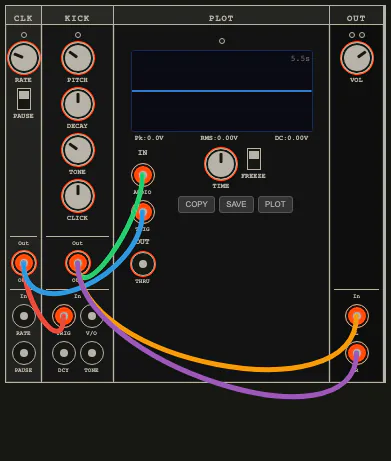 CLK KICK PLOT OUT
5.5s
RATE PITCH VOL
PAUSE DECAY
Pk:0.0V RMS:0.00V DC:0.00V
TONE IN
TIME FREEZE
AUDIO
CLICK COPY SAVE PLOT
TRIG
Out Out OUT
THRU
In In In
RATE TRIG V/O
PAUSE DCY TONE R